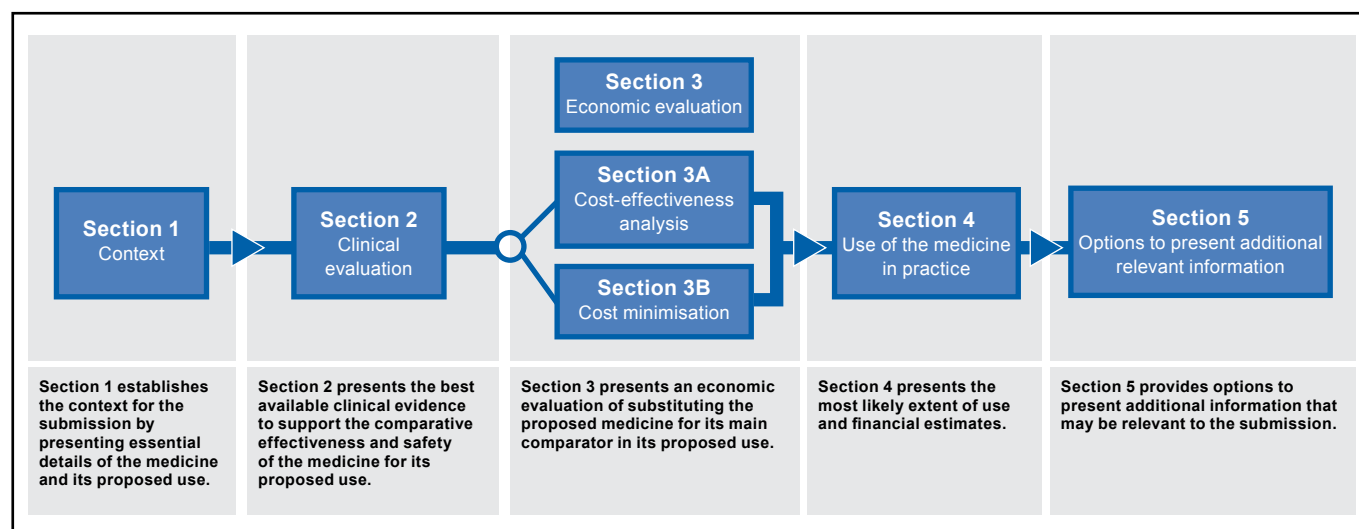 Section 1
Context
Section 2
Clinical
evaluation
Section 3
Economic evaluation
Section 3A
Cost-effectiveness
analysis
Section 3B
Cost minimisation
Section 4
Use of the medicine
in practice
Section 5
Options to present additional
relevant information
Section 1 establishes
the context for the
submission by
presenting essential
details of the medicine
and its proposed use.
Section 2 presents the best
available clinical evidence
to support the comparative
effectiveness and safety
of the medicine for its
proposed use.
Section 3 presents an economic
evaluation of substituting the
proposed medicine for its main
comparator in its proposed use.
Section 4 presents the
most likely extent of use
and financial estimates.
Section 5 provides options to
present additional information that
may be relevant to the submission.